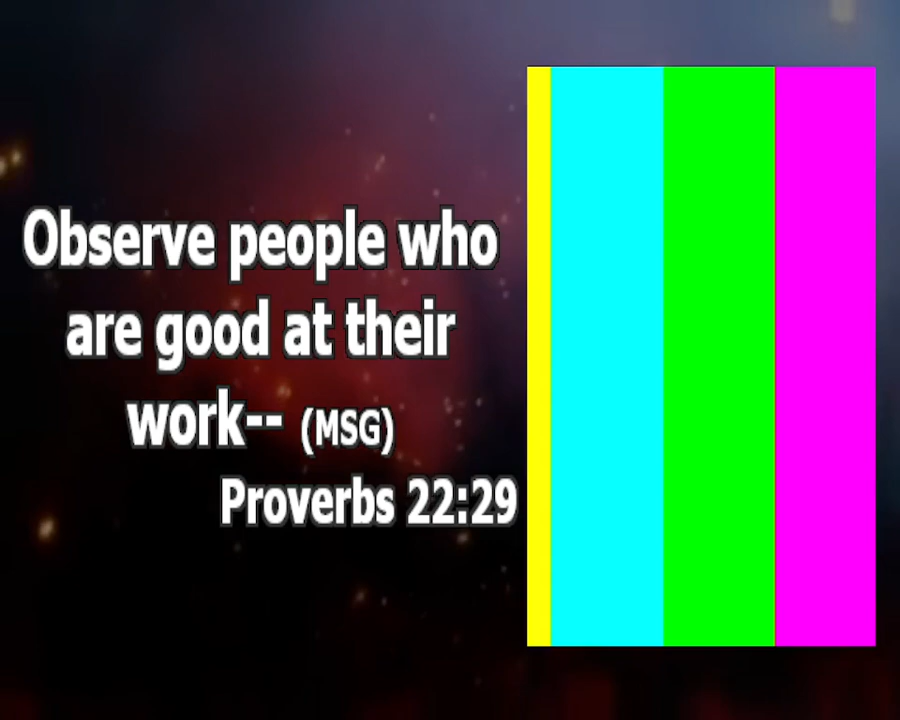 Observe people who
are good at their
work-- (MSG)
Proverbs 22:29